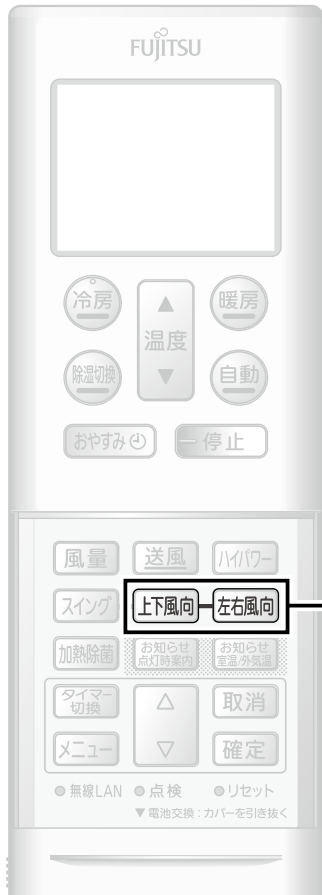 FUJITSU
冷房
暖房
温度
除湿切換
自動
おやすみ
停止
風量
送風
ハイパワー
スイング
上下風向
左右風向
加熱除菌
お知らせ
点灯時案内
お知らせ
室温/外気温
タイマー
切換
取消
メニュー
確定
無線LAN
点検
リセット
▼電池交換:カバーを引き抜く